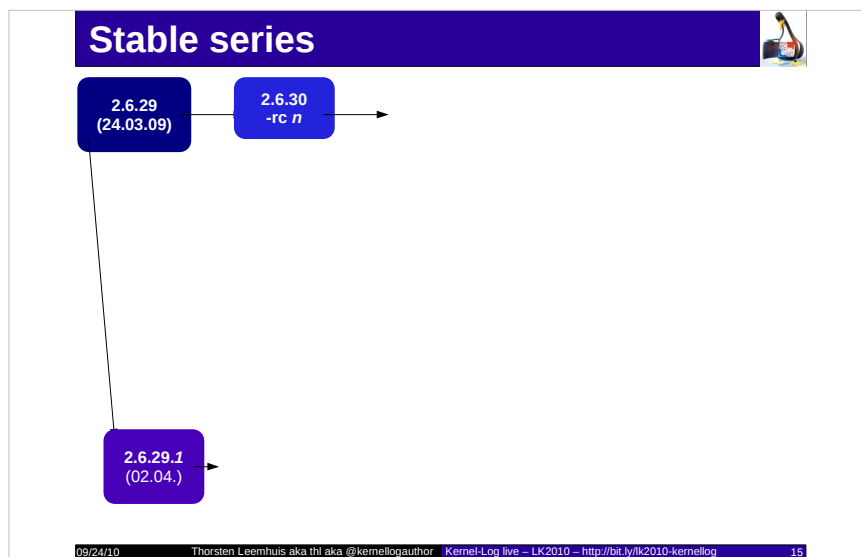 Stable series
2.6.29
(24.03.09)
2.6.30
-rc n
2.6.29.1
(02.04.)
09/24/10
Thorsten Leemhuis aka thl aka @kernellogauthor
Kernel-Log live – LK2010 – http://bit.ly/lk2010-kernellog
15